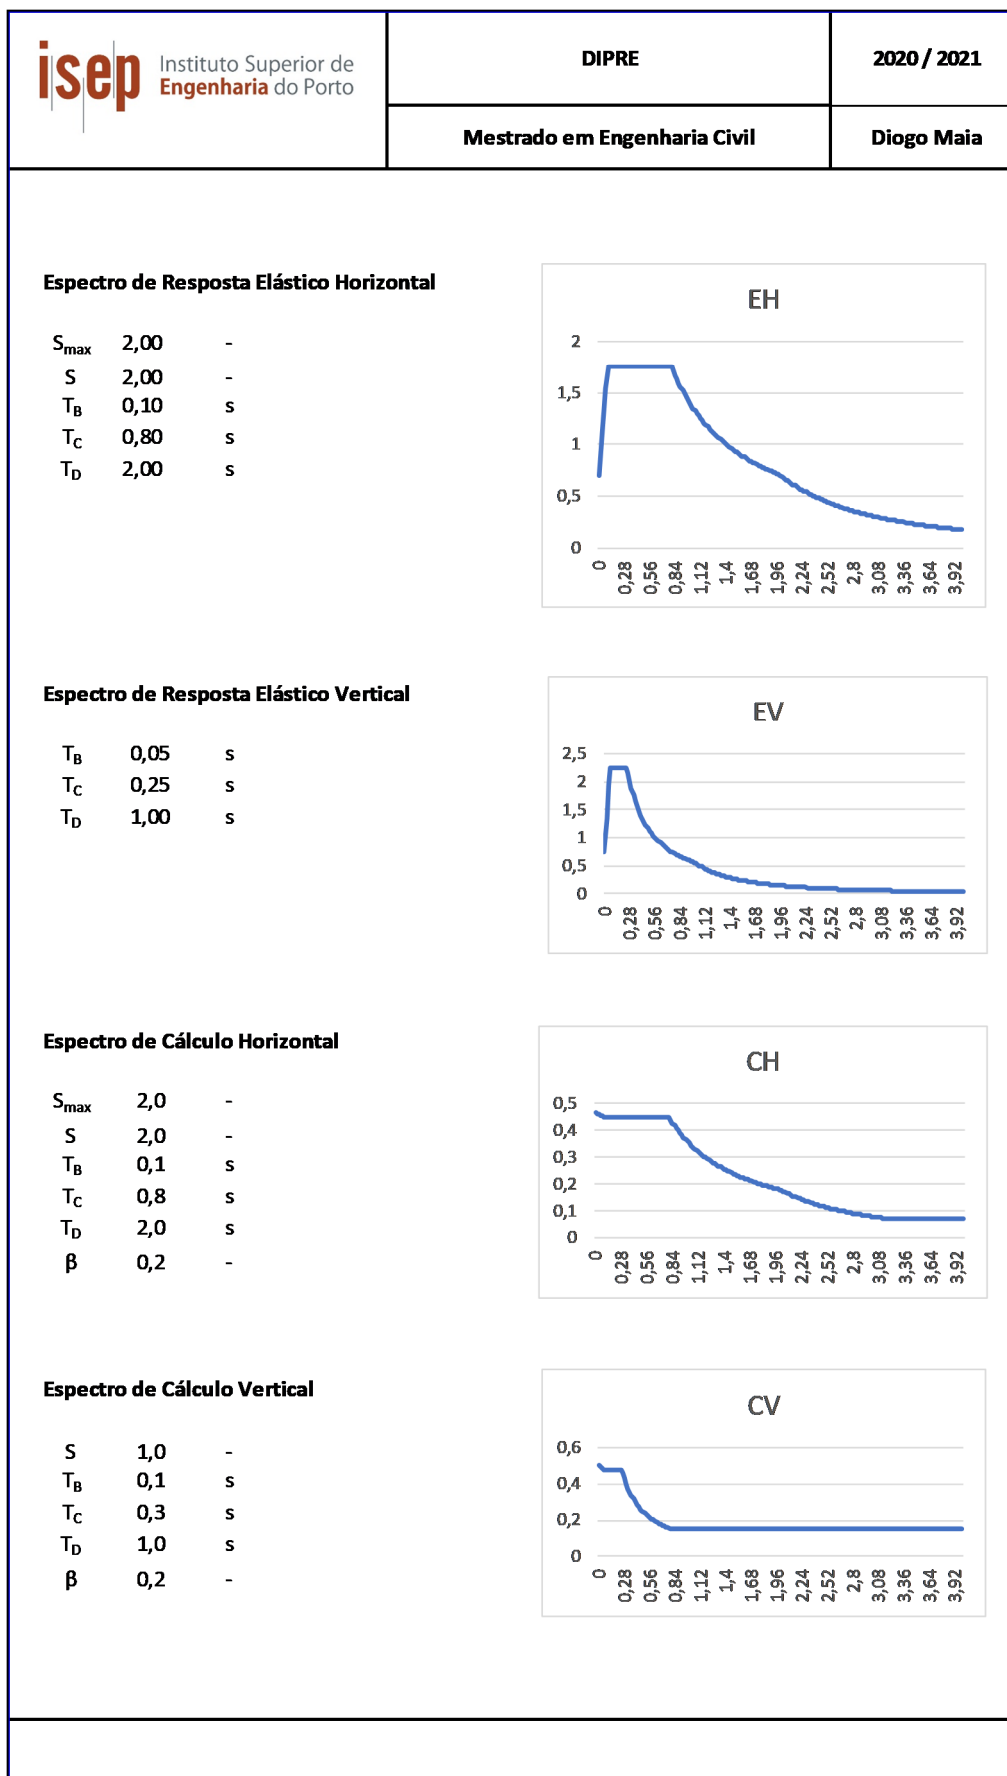 isep Instituto Superior de
Engenharia do Porto
DIPRE
2020 / 2021
Mestrado em Engenharia Civil
Diogo Maia
Espectro de Resposta Elástico Horizontal
Smax 2,00 -
S 2,00 -
TB 0,10 s
TC 0,80 s
TD 2,00 s
EH
2
1,5
1
0,5
0
0 0,28 0,56 0,84 1,12 1,4 1,68 1,96 2,24 2,52 2,8 3,08 3,36 3,64 3,92
Espectro de Resposta Elástico Vertical
TB 0,05 s
TC 0,25 s
TD 1,00 s
EV
2,5
2
1,5
1
0,5
0
0 0,28 0,56 0,84 1,12 1,4 1,68 1,96 2,24 2,52 2,8 3,08 3,36 3,64 3,92
Espectro de Cálculo Horizontal
Smax 2,0 -
S 2,0 -
TB 0,1 s
TC 0,8 s
TD 2,0 s
β 0,2 -
CH
0,5
0,4
0,3
0,2
0,1
0
0 0,28 0,56 0,84 1,12 1,4 1,68 1,96 2,24 2,52 2,8 3,08 3,36 3,64 3,92
Espectro de Cálculo Vertical
S 1,0 -
TB 0,1 s
TC 0,3 s
TD 1,0 s
β 0,2 -
CV
0,6
0,4
0,2
0
0 0,28 0,56 0,84 1,12 1,4 1,68 1,96 2,24 2,52 2,8 3,08 3,36 3,64 3,92